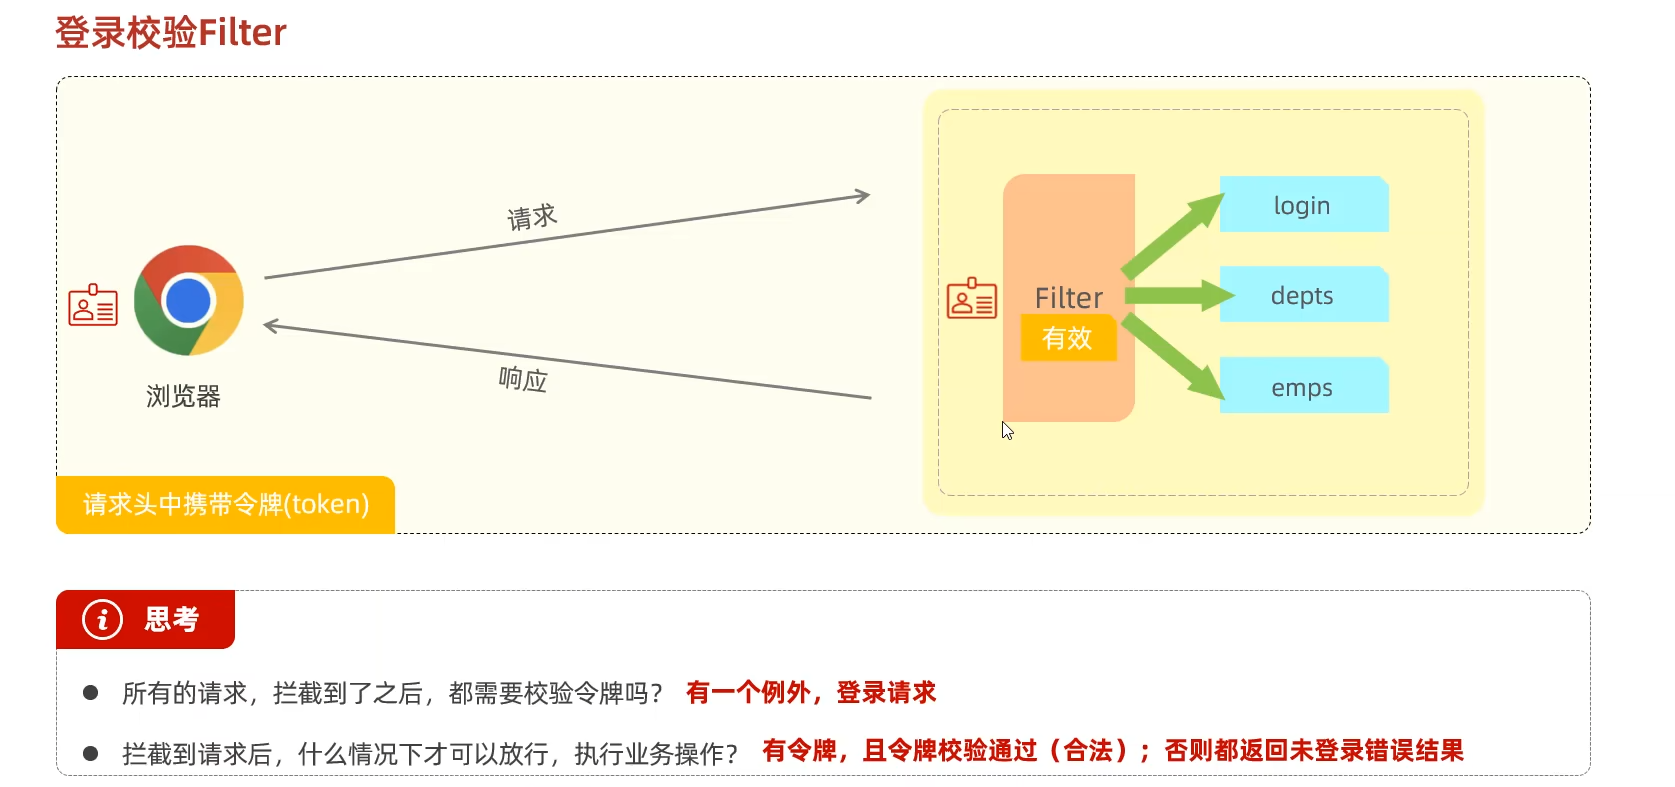 登录校验Filter
请求
login
depts
Filter
有效
emps
响应
浏览器
请求头中携带令牌(token)
i 思考
所有的请求，拦截到了之后，都需要校验令牌吗？ 有一个例外，登录请求
拦截到请求后，什么情况下才可以放行，执行业务操作？ 有令牌，且令牌校验通过（合法）；否则都返回未登录错误结果